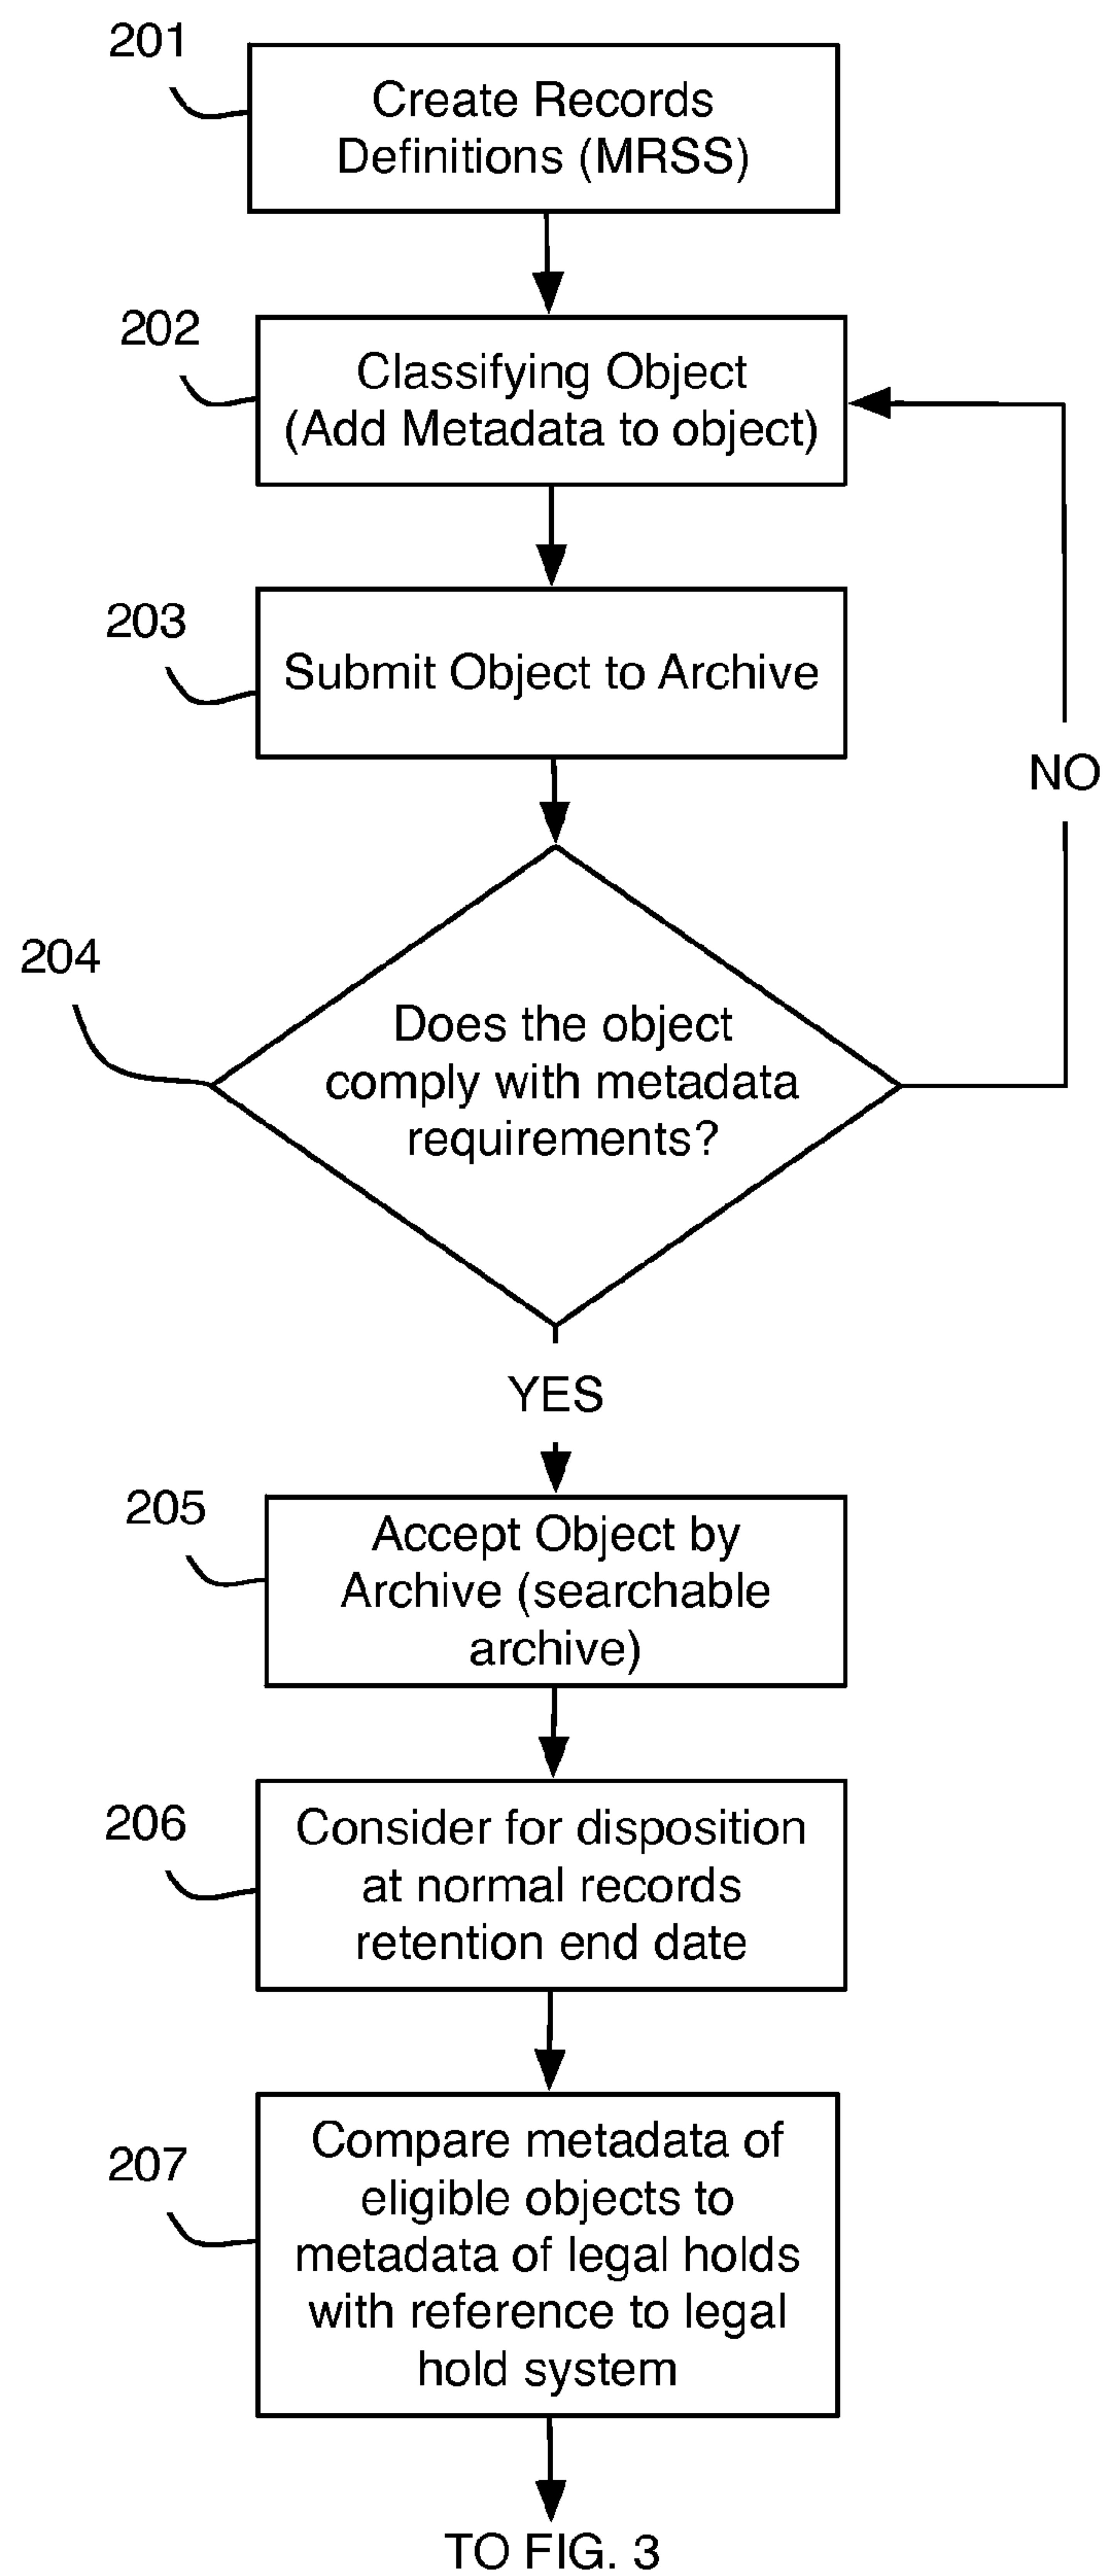 201
Create Records
Definitions (MRSS)
202
Classifying Object
(Add Metadata to object)
203
Submit Object to Archive
NO
204
Does the object
comply with metadata
requirements?
YES
205
Accept Object by
Archive (searchable
archive)
206
Consider for disposition
at normal records
retention end date
207
Compare metadata of
eligible objects to
metadata of legal holds
with reference to legal
hold system
TO FIG. 3